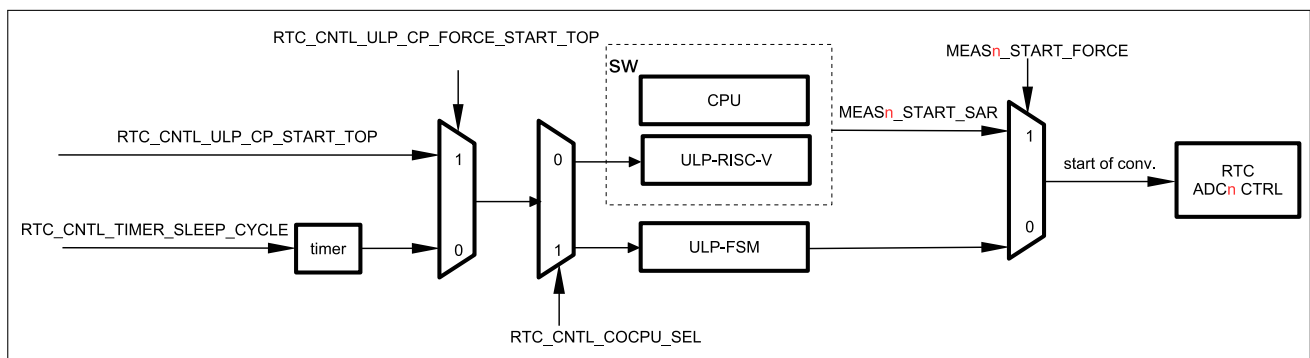 RTC_CNTL_ULP_CP_FORCE_START_TOP
SW
MEASn_START_FORCE
CPU
MEASn_START_SAR
RTC_CNTL_ULP_CP_START_TOP
1
0
ULP-RISC-V
1
start of conv.
RTC
ADCn CTRL
RTC_CNTL_TIMER_SLEEP_CYCLE
timer
0
1
ULP-FSM
0
RTC_CNTL_COCPU_SEL